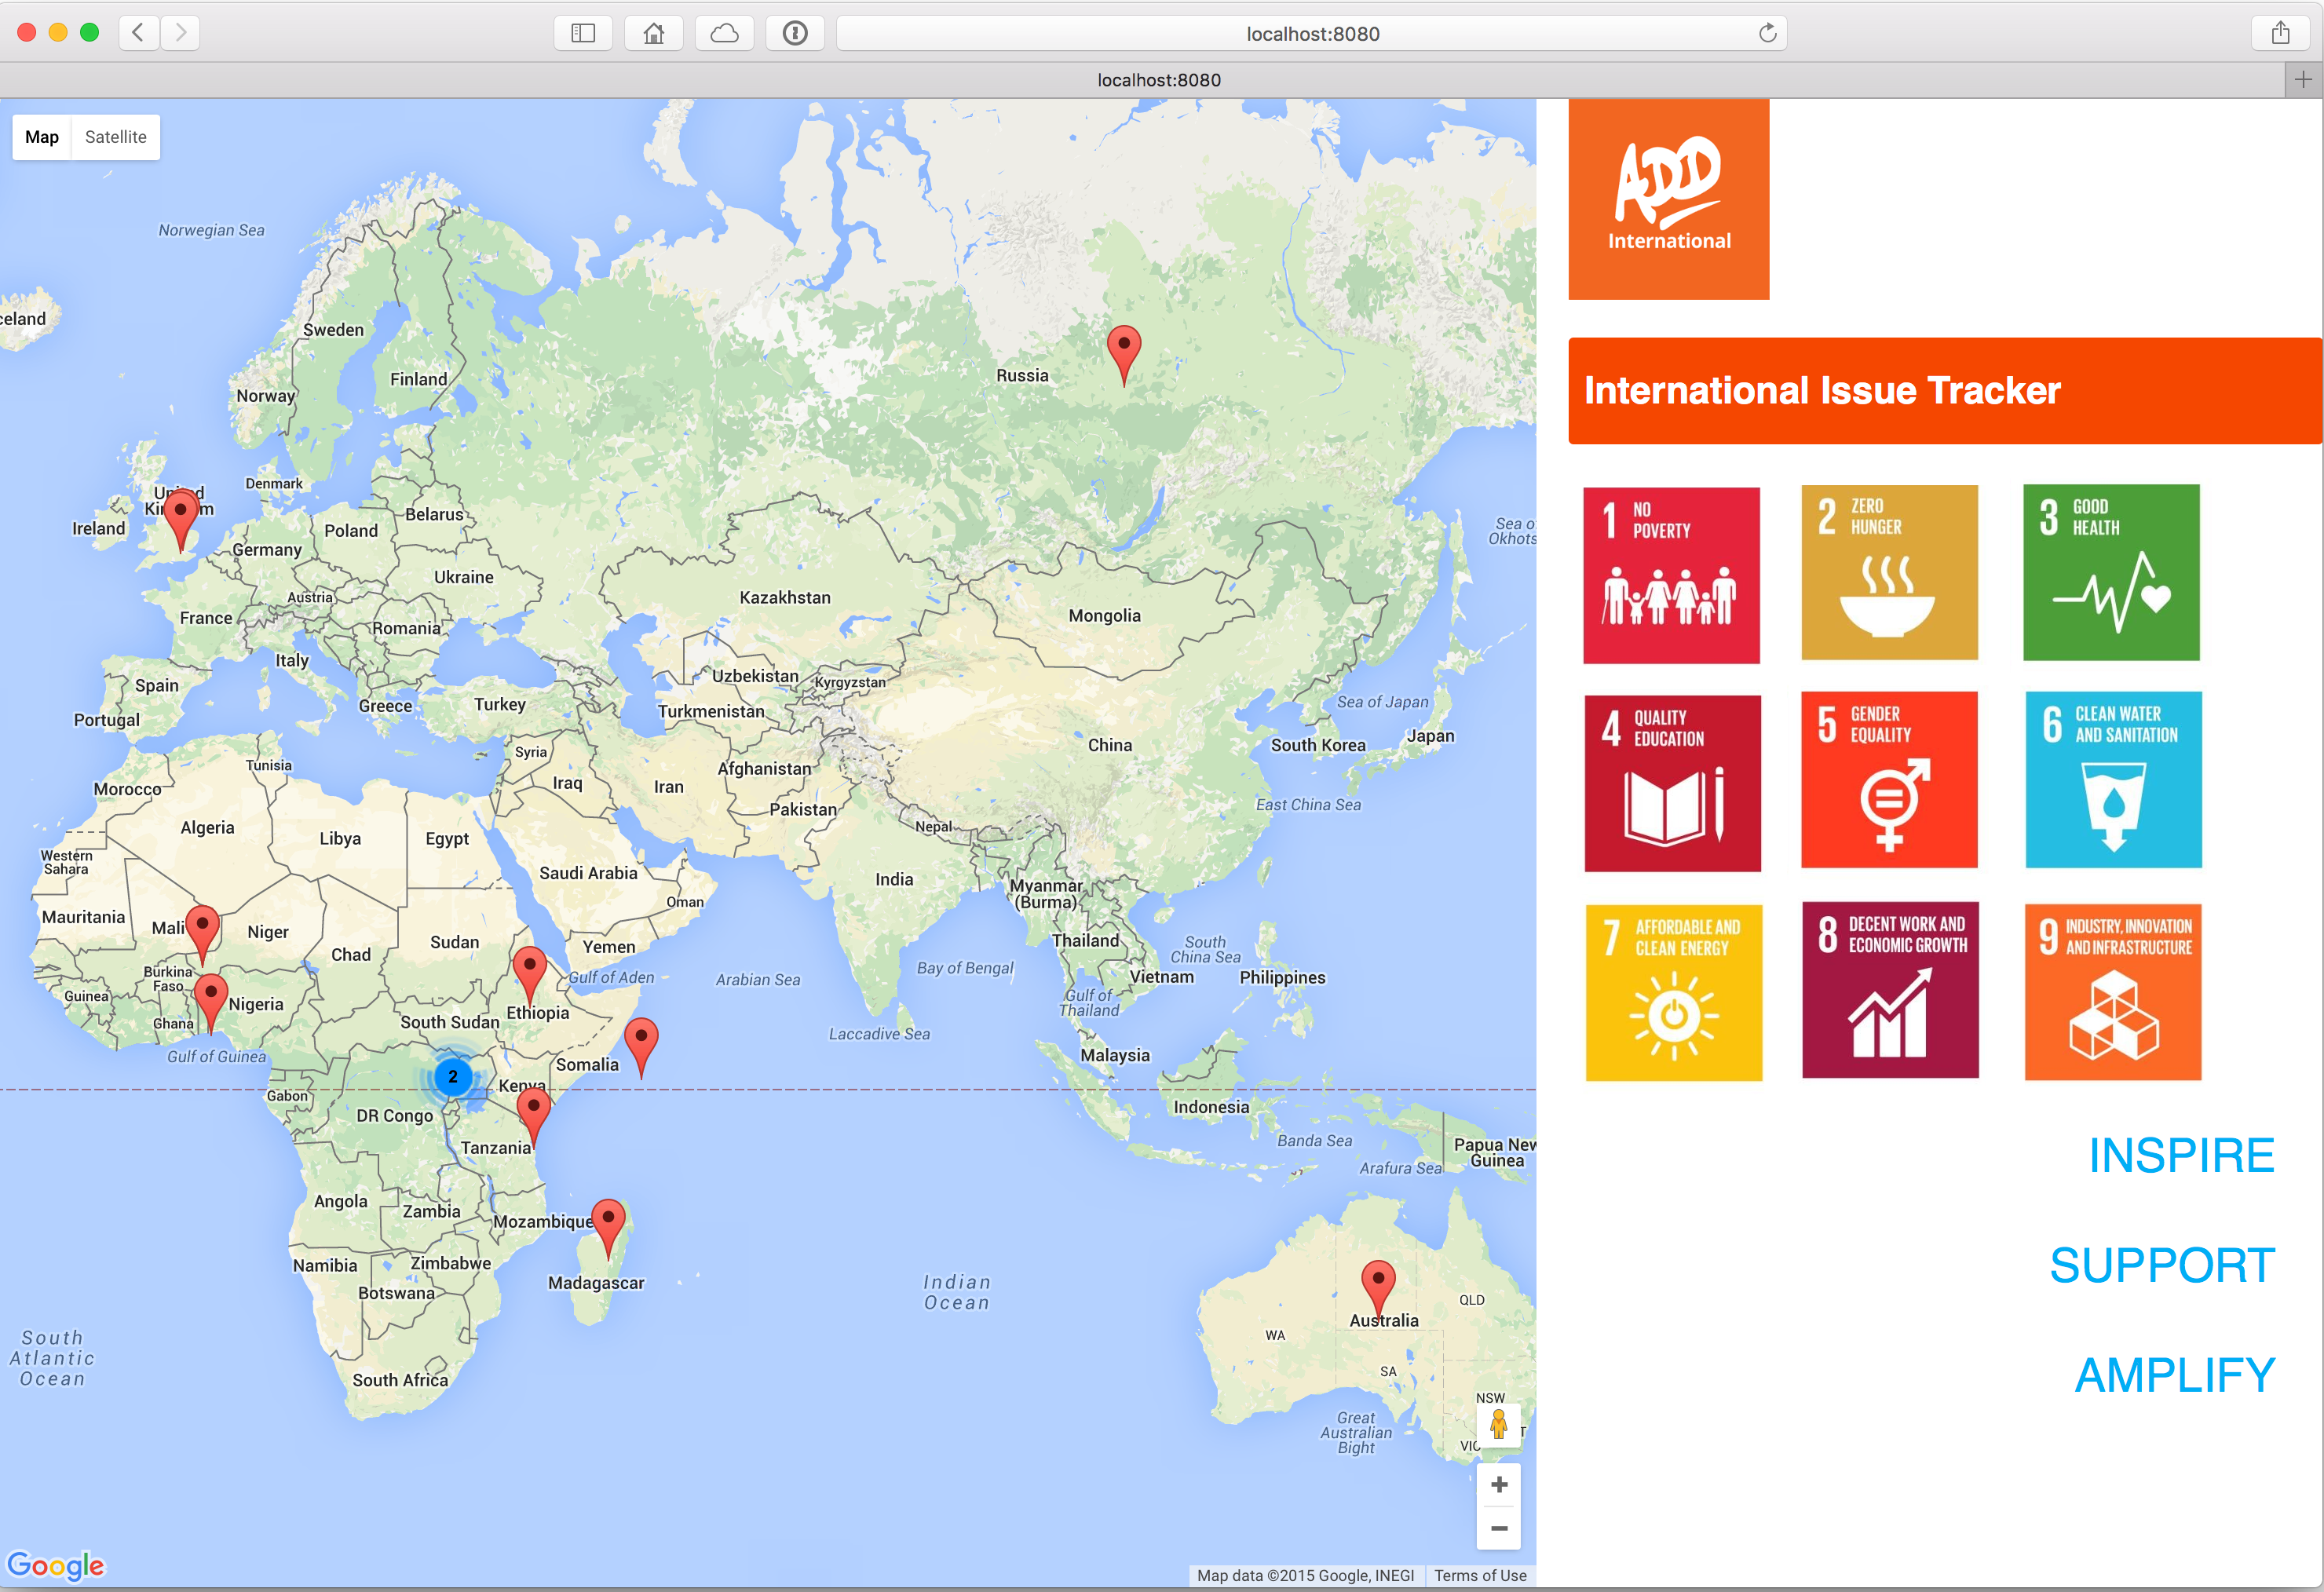 localhost:8080
localhost:8080
Map
Satellite
Norwegian Sea
Sweden
Finland
Norway
Russia
United
Kingdom
Denmark
Ireland
Belarus
Poland
Germany
Sea o
Okhots
Ukraine
Austria
Kazakhstan
France
Romania
Mongolia
Italy
Spain
Uzbekistan
Kyrgyzstan
Portugal
Greece
Turkey
Turkmenistan
Sea of Japan
Syria
China
South Korea
Japan
Tunisia
Afghanistan
Iraq
Iran
Morocco
Pakistan
East China Sea
Algeria
Libya
Egypt
Nepal
Western
Sahara
Saudi Arabia
India
Myanmar
(Burma)
Oman
Mauritania
Mali
Niger
Chad
Sudan
Yemen
Thailand
South
China Sea
Burkina
Faso
Gulf of Aden
Arabian Sea
Bay of Bengal
Vietnam
Philippines
Guinea
Nigeria
Ethiopia
Gulf of
Thailand
Ghana
South Sudan
Laccadive Sea
Gulf of Guinea
Somalia
Malaysia
2
Kenya
Gabon
DR Congo
Indonesia
Tanzania
Banda Sea
Papua New
Guinea
Arafura Sea
Angola
Zambia
Mozambique
Namibia
Zimbabwe
Madagascar
Botswana
Indian
Ocean
QLD
Australia
WA
South
Atlantic
Ocean
South Africa
SA
NSW
Great
Australian
Bight
VIC
Google
Map data ©2015 Google, INEGI
Terms of Use
ADD
International
International Issue Tracker
1 NO
POVERTY
2 ZERO
HUNGER
3 GOOD
HEALTH
4 QUALITY
EDUCATION
5 GENDER
EQUALITY
6 CLEAN WATER
AND SANITATION
7 AFFORDABLE AND
CLEAN ENERGY
8 DECENT WORK AND
ECONOMIC GROWTH
9 INDUSTRY, INNOVATION
AND INFRASTRUCTURE
INSPIRE
SUPPORT
AMPLIFY